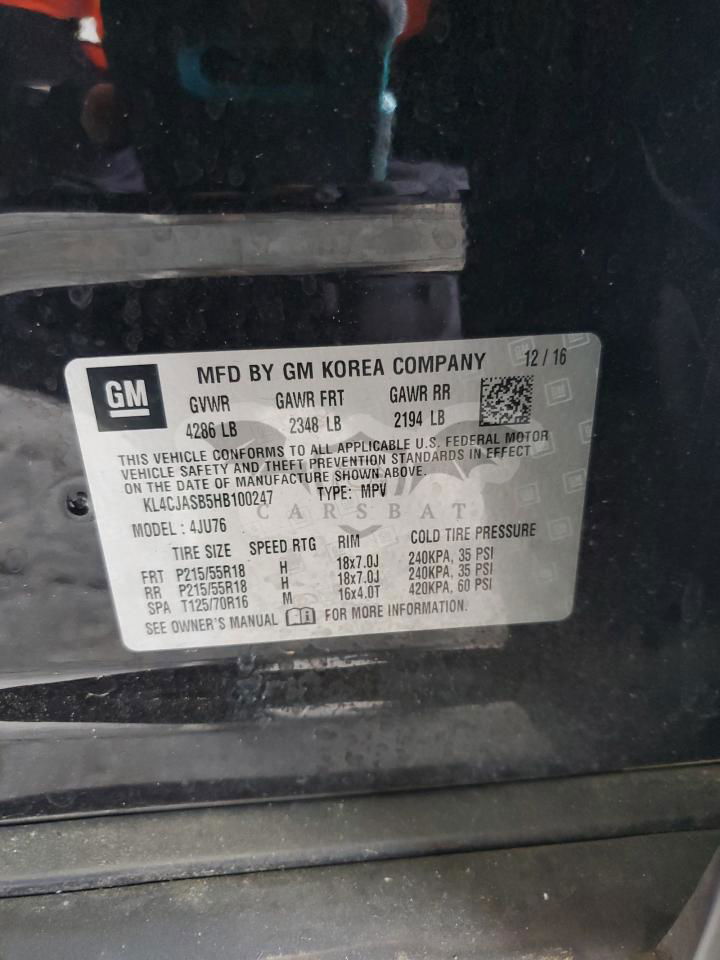 GM
MFD BY GM KOREA COMPANY 12 / 16
GVWR GAWR FRT GAWR RR
4286 LB 2348 LB 2194 LB
THIS VEHICLE CONFORMS TO ALL APPLICABLE U.S. FEDERAL MOTOR
VEHICLE SAFETY AND THEFT PREVENTION STANDARDS IN EFFECT
ON THE DATE OF MANUFACTURE SHOWN ABOVE.
KL4CJASB5HB100247 TYPE: MPV
CARSBAT
MODEL : 4JU76
TIRE SIZE SPEED RTG RIM COLD TIRE PRESSURE
FRT P215/55R18 H 18x7.0J 240KPA, 35 PSI
RR P215/55R18 H 18x7.0J 240KPA, 35 PSI
SPA T125/70R16 M 16x4.0T 420KPA, 60 PSI
SEE OWNER'S MANUAL FOR MORE INFORMATION.